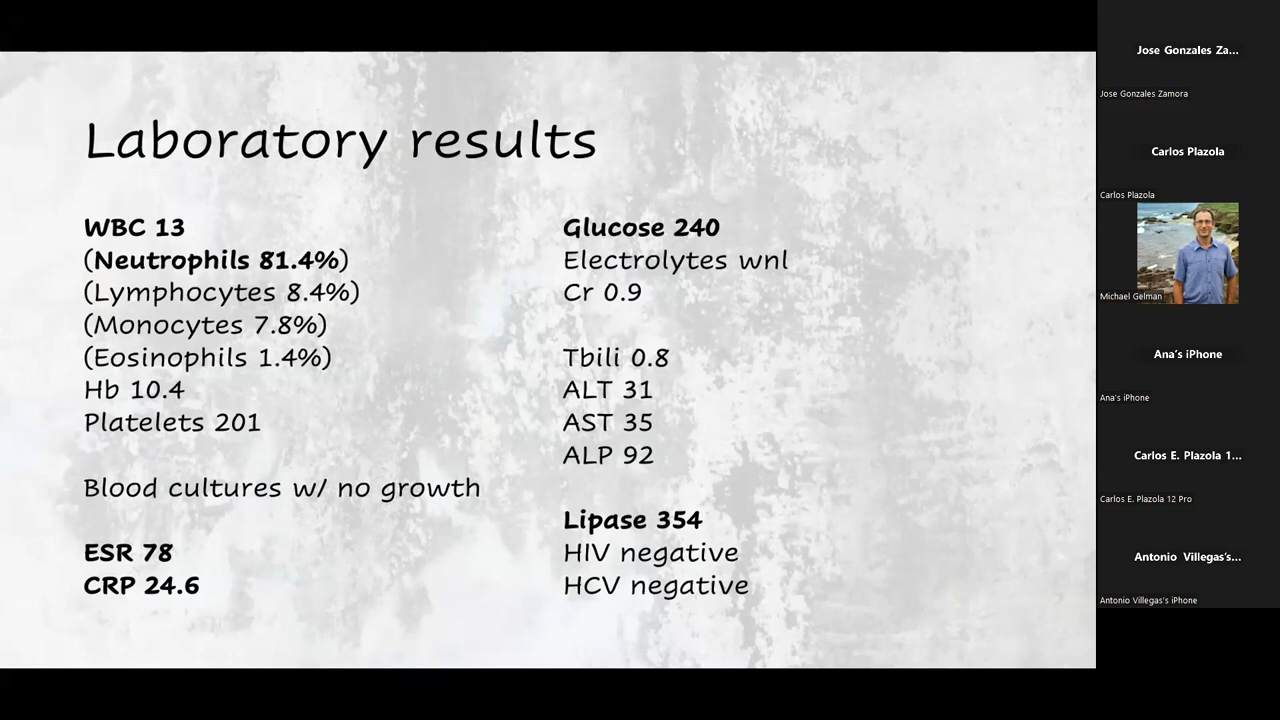 Laboratory results
WBC 13
(Neutrophils 81.4%)
(Lymphocytes 8.4%)
(Monocytes 7.8%)
(Eosinophils 1.4%)
Hb 10.4
Platelets 201
Blood cultures w/ no growth
ESR 78
CRP 24.6
Glucose 240
Electrolytes wnl
Cr 0.9
Tbili 0.8
ALT 31
AST 35
ALP 92
Lipase 354
HIV negative
HCV negative
Jose Gonzales Za...
Jose Gonzales Zamora
Carlos Plazola
Carlos Plazola
Michael Gelman
Ana's iPhone
Ana's iPhone
Carlos E. Plazola 1...
Carlos E. Plazola 12 Pro
Antonio Villegas's...
Antonio Villegas's iPhone